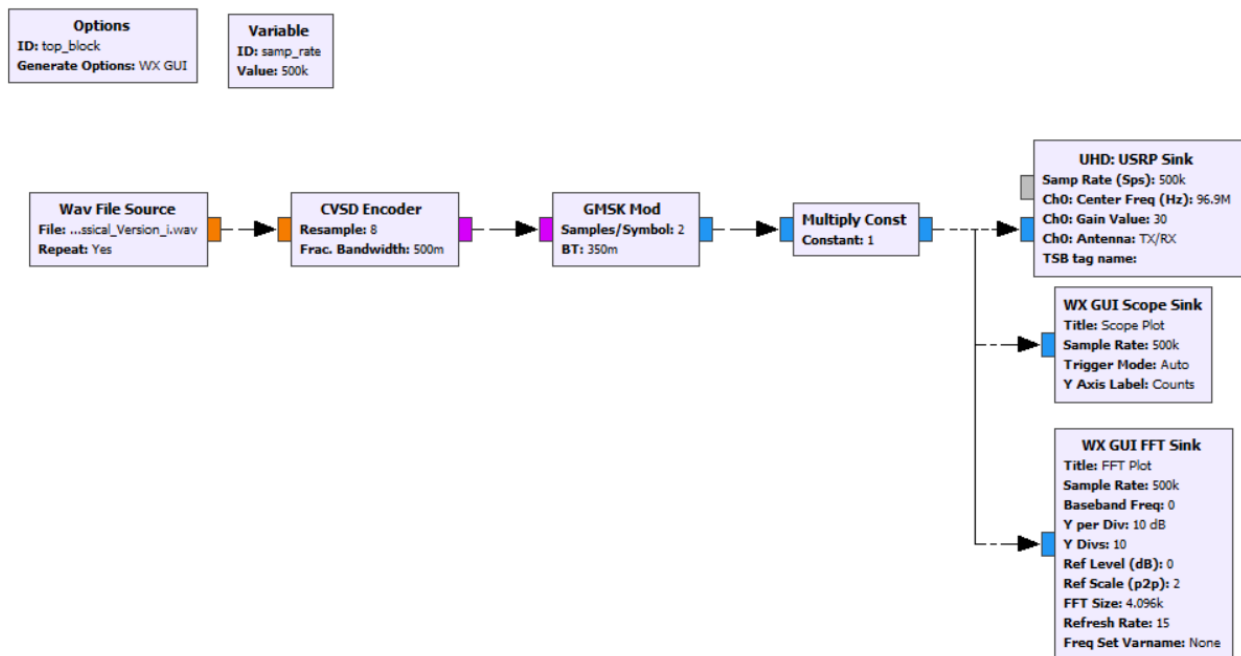 Options
ID: top_block
Generate Options: WX GUI
Variable
ID: samp_rate
Value: 500k
Wav File Source
File: ...ssical_Version_i.wav
Repeat: Yes
CVSD Encoder
Resample: 8
Frac. Bandwidth: 500m
GMSK Mod
Samples/Symbol: 2
BT: 350m
Multiply Const
Constant: 1
UHD: USRP Sink
Samp Rate (Sps): 500k
Ch0: Center Freq (Hz): 96.9M
Ch0: Gain Value: 30
Ch0: Antenna: TX/RX
TSB tag name:
WX GUI Scope Sink
Title: Scope Plot
Sample Rate: 500k
Trigger Mode: Auto
Y Axis Label: Counts
WX GUI FFT Sink
Title: FFT Plot
Sample Rate: 500k
Baseband Freq: 0
Y per Div: 10 dB
Y Divs: 10
Ref Level (dB): 0
Ref Scale (p2p): 2
FFT Size: 4.096k
Refresh Rate: 15
Freq Set Varname: None